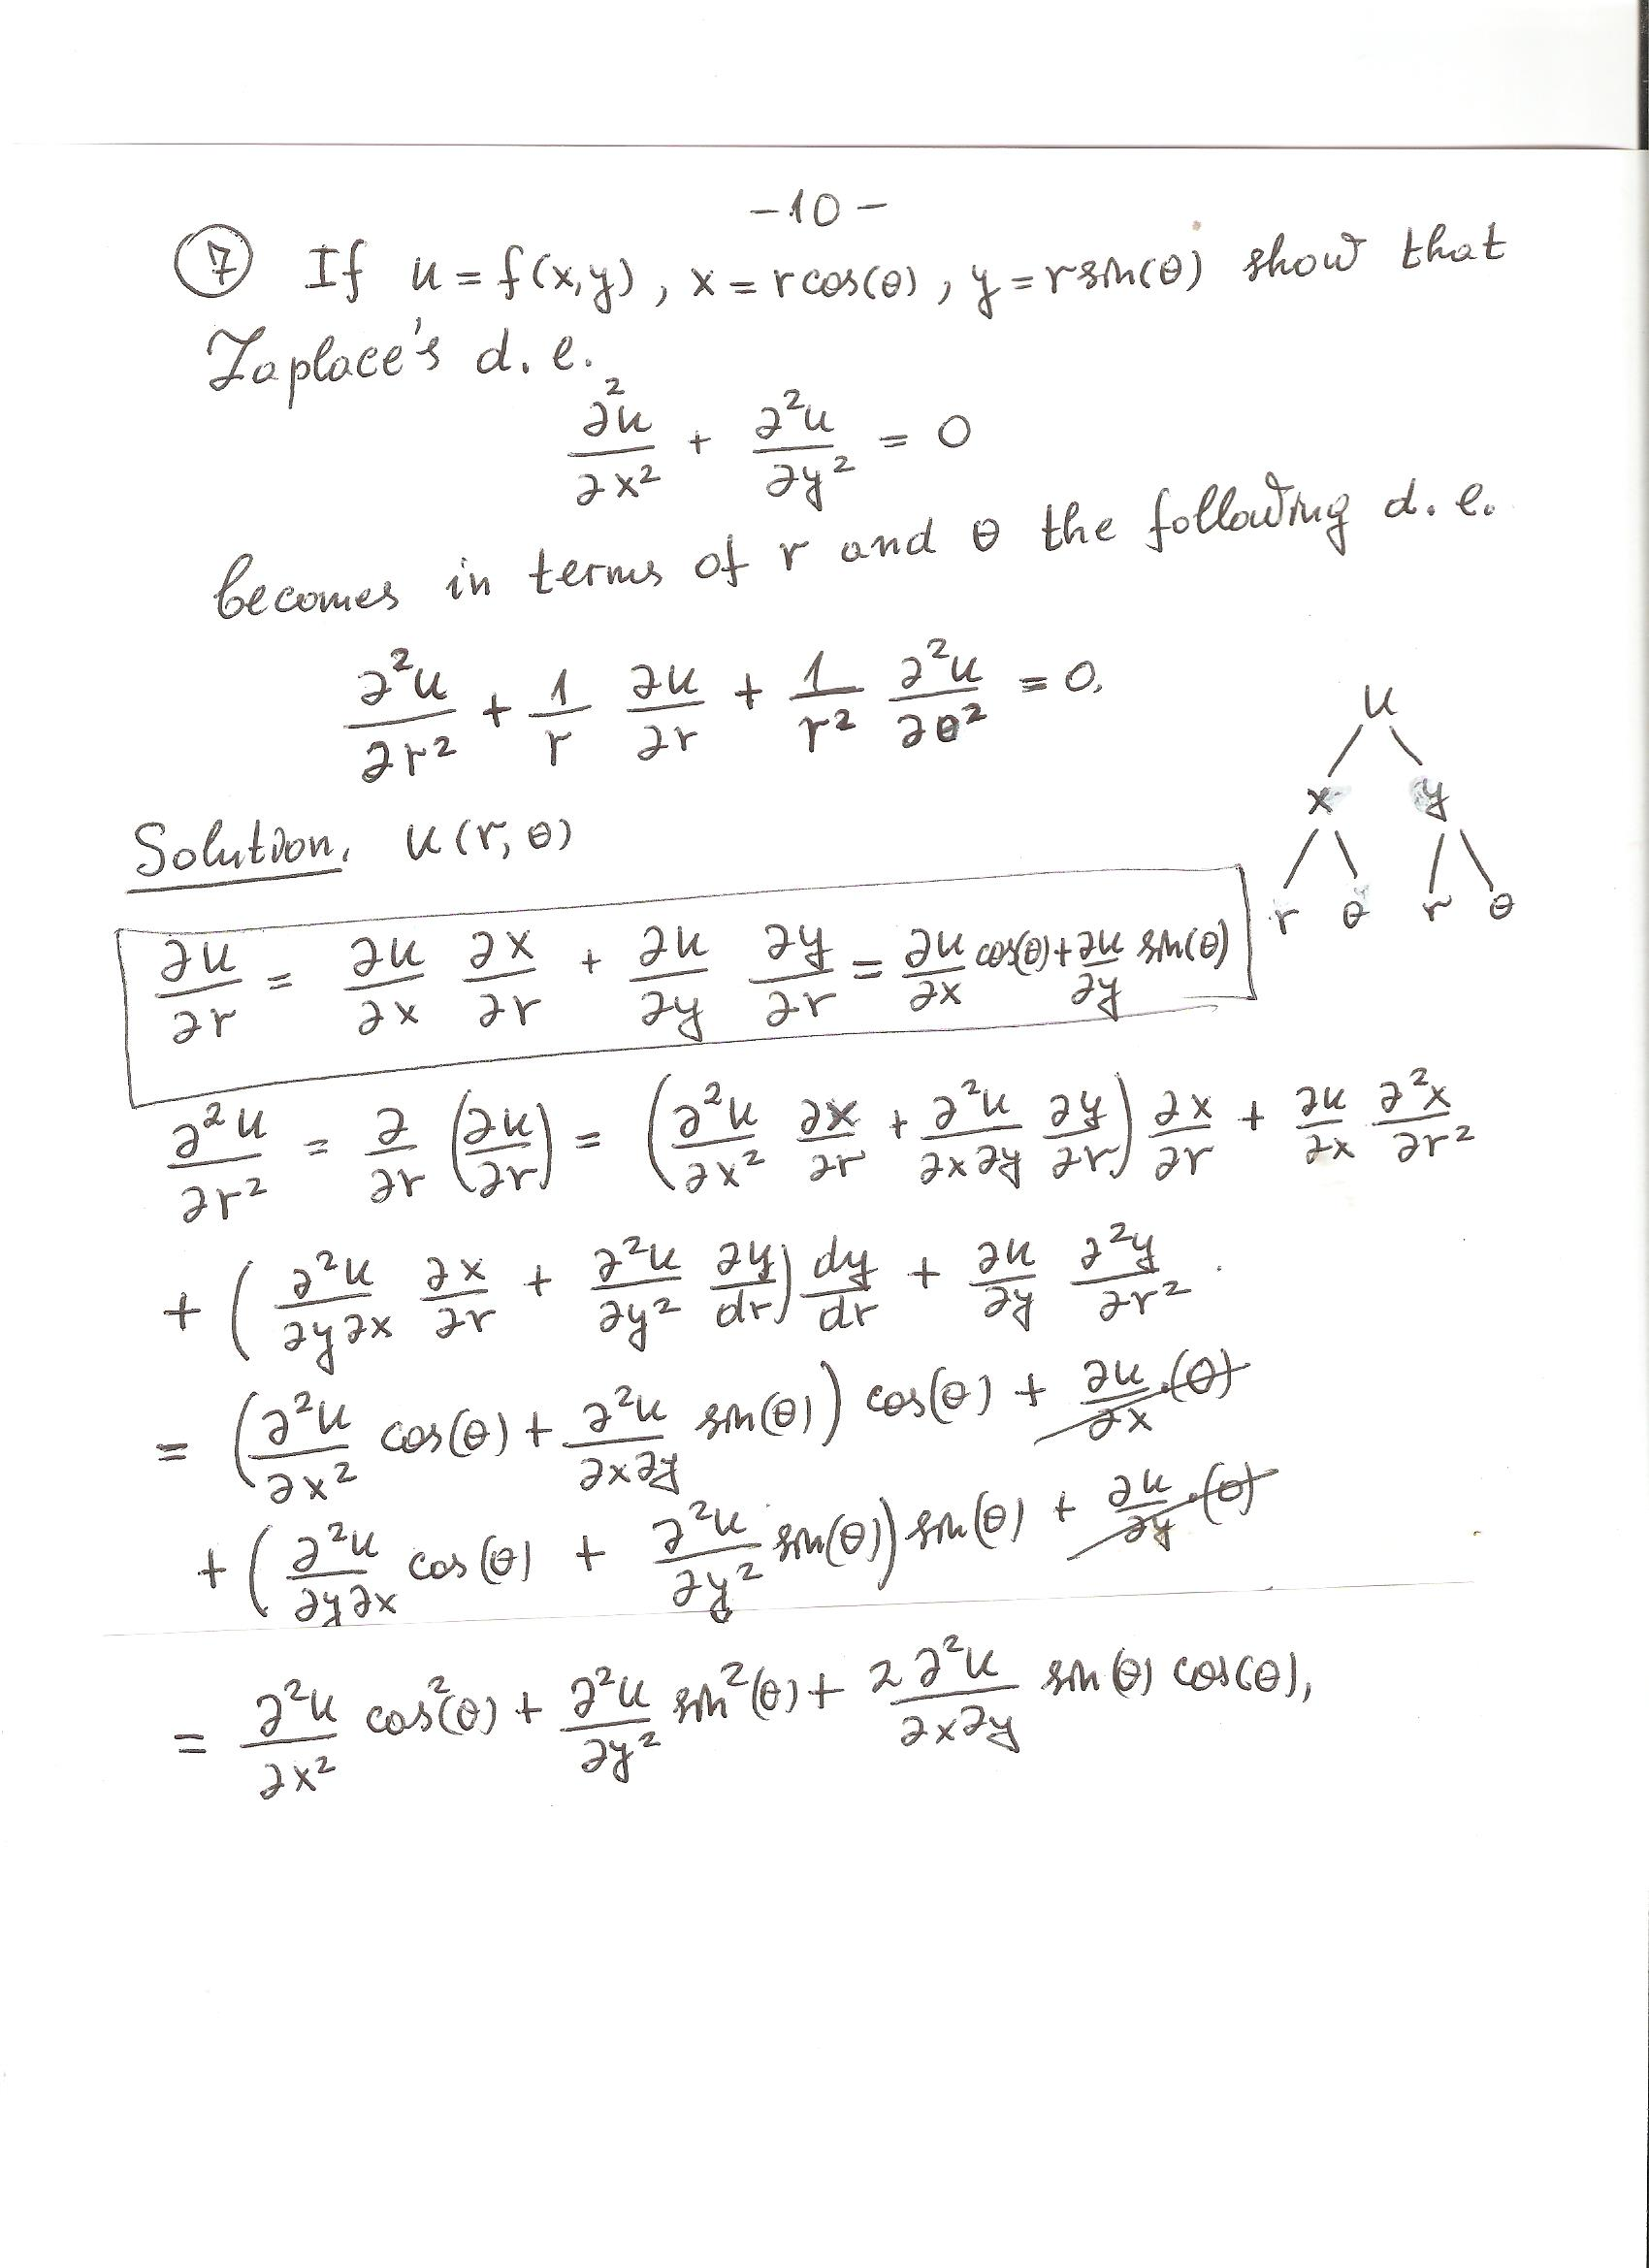 -10-
⑦ If u = f(x,y), x = r cos(θ), y = r sin(θ) show that
Laplace's d.e.
∂²u/∂x² + ∂²u/∂y² = 0
becomes in terms of r and θ the following d.e.
∂²u/∂r² + 1/r ∂u/∂r + 1/r² ∂²u/∂θ² = 0.
u
x y
r θ r θ
Solution. u(r,θ)
∂u/∂r = ∂u/∂x ∂x/∂r + ∂u/∂y ∂y/∂r = ∂u/∂x cos(θ) + ∂u/∂y sin(θ)
∂²u/∂r² = ∂/∂r (∂u/∂r) = (∂²u/∂x² ∂x/∂r + ∂²u/∂x∂y ∂y/∂r) ∂x/∂r + ∂u/∂x ∂²x/∂r²
+ (∂²u/∂y∂x ∂x/∂r + ∂²u/∂y² ∂y/dr) dy/dr + ∂u/∂y ∂²y/∂r².
= (∂²u/∂x² cos(θ) + ∂²u/∂x∂y sin(θ)) cos(θ) + ∂u/∂x·(0)
+ (∂²u/∂y∂x cos(θ) + ∂²u/∂y² sin(θ)) sin(θ) + ∂u/∂y·(0)
= ∂²u/∂x² cos²(θ) + ∂²u/∂y² sin²(θ) + 2 ∂²u/∂x∂y sin(θ) cos(θ),